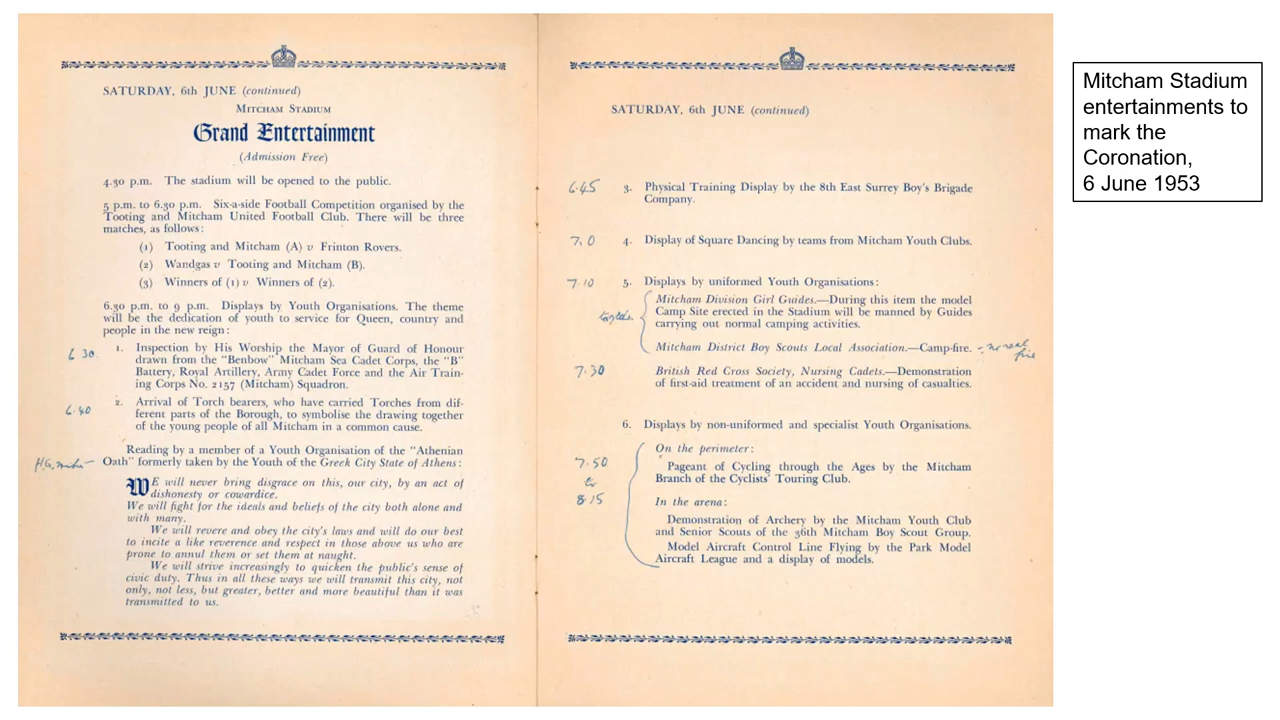 SATURDAY, 6th JUNE (continued)
MITCHAM STADIUM
Grand Entertainment
(Admission Free)
4.30 p.m. The stadium will be opened to the public.
5 p.m. to 6.30 p.m. Six-a-side Football Competition organised by the
Tooting and Mitcham United Football Club. There will be three
matches, as follows:
(1) Tooting and Mitcham (A) v Frinton Rovers.
(2) Wandgas v Tooting and Mitcham (B).
(3) Winners of (1) v Winners of (2).
6.30 p.m. to 9 p.m. Displays by Youth Organisations. The theme
will be the dedication of youth to service for Queen, country and
people in the new reign:
6 30. 1. Inspection by His Worship the Mayor of Guard of Honour
drawn from the "Benbow" Mitcham Sea Cadet Corps, the "B"
Battery, Royal Artillery, Army Cadet Force and the Air Train-
ing Corps No. 2157 (Mitcham) Squadron.
6.40 2. Arrival of Torch bearers, who have carried Torches from dif-
ferent parts of the Borough, to symbolise the drawing together
of the young people of all Mitcham in a common cause.
Reading by a member of a Youth Organisation of the "Athenian
Oath" formerly taken by the Youth of the Greek City State of Athens:
WE will never bring disgrace on this, our city, by an act of
dishonesty or cowardice.
We will fight for the ideals and beliefs of the city both alone and
with many.
We will revere and obey the city's laws and will do our best
to incite a like reverence and respect in those above us who are
prone to annul them or set them at naught.
We will strive increasingly to quicken the public's sense of
civic duty. Thus in all these ways we will transmit this city, not
only, not less, but greater, better and more beautiful than it was
transmitted to us.
SATURDAY, 6th JUNE (continued)
6.45 3. Physical Training Display by the 8th East Surrey Boy's Brigade
Company.
7.0 4. Display of Square Dancing by teams from Mitcham Youth Clubs.
7.10 5. Displays by uniformed Youth Organisations:
Mitcham Division Girl Guides.—During this item the model
Camp Site erected in the Stadium will be manned by Guides
carrying out normal camping activities.
Mitcham District Boy Scouts Local Association.—Camp-fire. - no real
fire
7.30 British Red Cross Society, Nursing Cadets.—Demonstration
of first-aid treatment of an accident and nursing of casualties.
6. Displays by non-uniformed and specialist Youth Organisations.
On the perimeter:
7.50 Pageant of Cycling through the Ages by the Mitcham
to Branch of the Cyclists' Touring Club.
8 15 In the arena:
Demonstration of Archery by the Mitcham Youth Club
and Senior Scouts of the 36th Mitcham Boy Scout Group.
Model Aircraft Control Line Flying by the Park Model
Aircraft League and a display of models.
Mitcham Stadium
entertainments to
mark the
Coronation,
6 June 1953